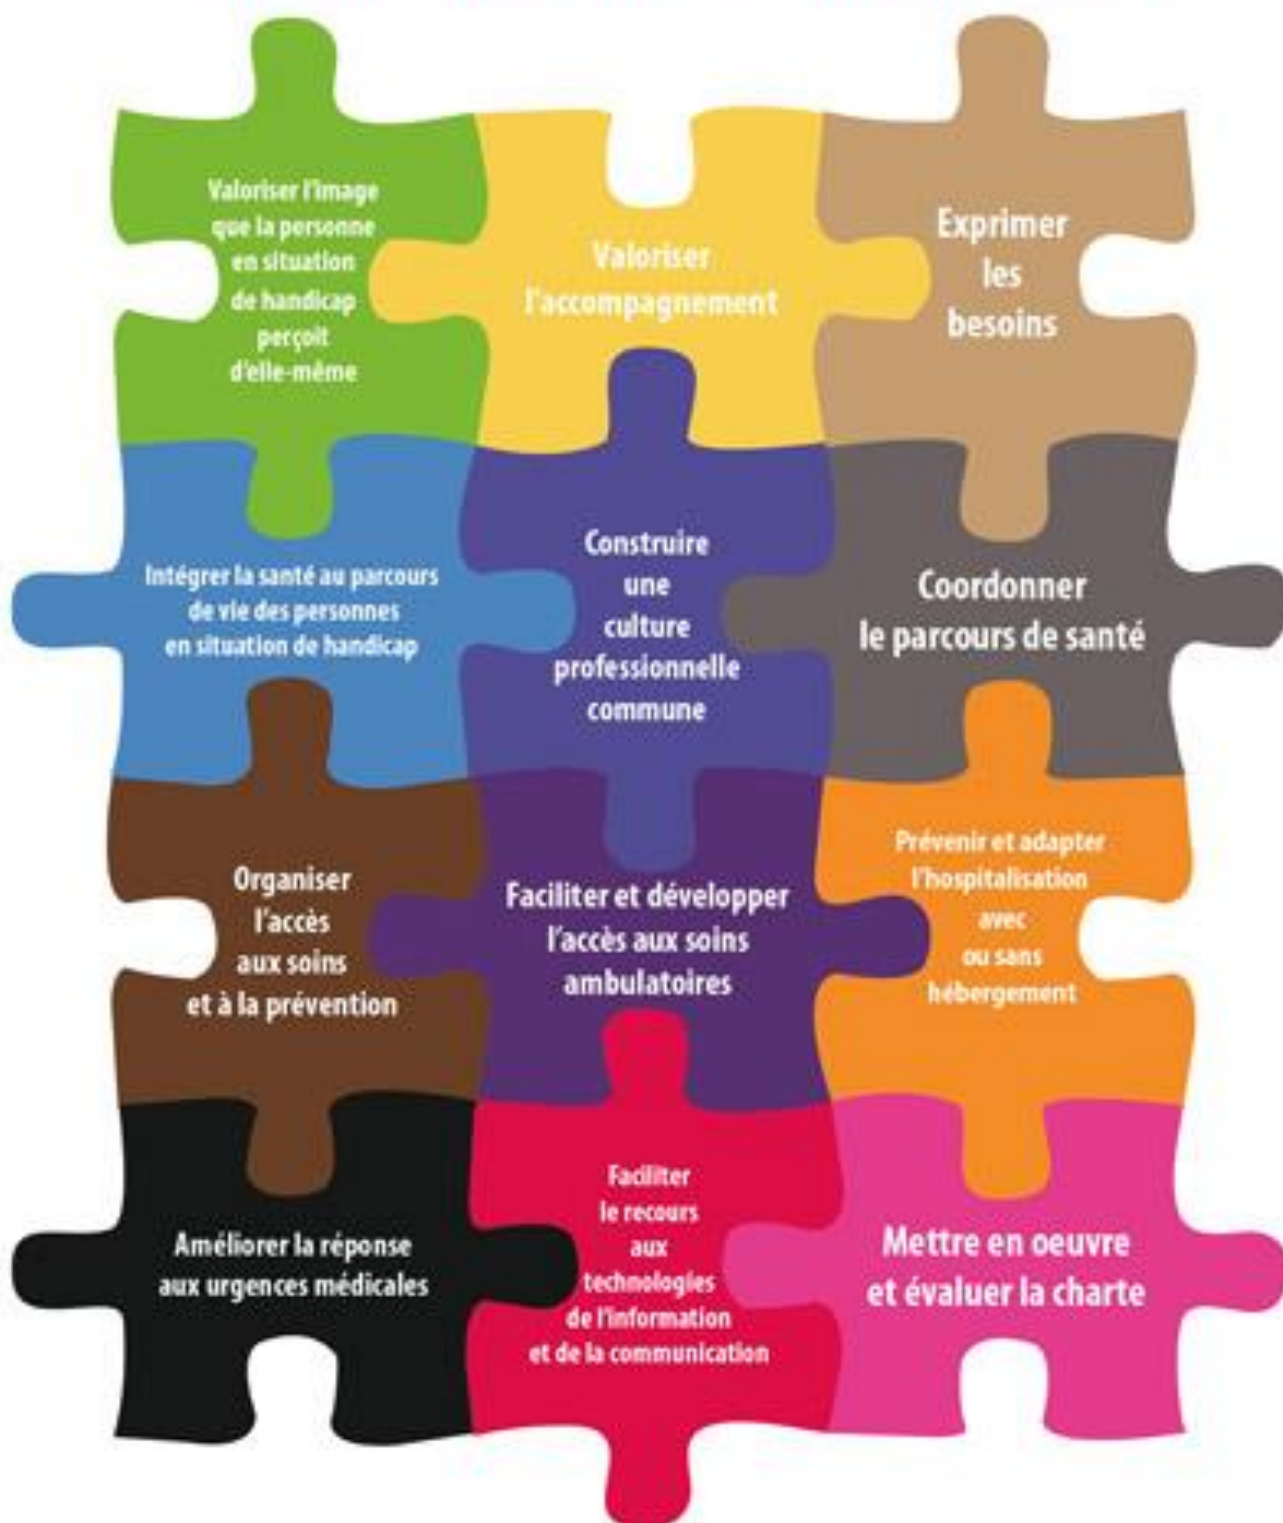 Valoriser l'image
que la personne
en situation
de handicap
perçoit
d'elle-même
Valoriser
l'accompagnement
Exprimer
les
besoins
Intégrer la santé au parcours
de vie des personnes
en situation de handicap
Construire
une
culture
professionnelle
commune
Coordonner
le parcours de santé
Organiser
l'accès
aux soins
et à la prévention
Faciliter et développer
l'accès aux soins
ambulatoires
Prévenir et adapter
l'hospitalisation
avec
ou sans
hébergement
Améliorer la réponse
aux urgences médicales
Faciliter
le recours
aux
technologies
de l'information
et de la communication
Mettre en oeuvre
et évaluer la charte